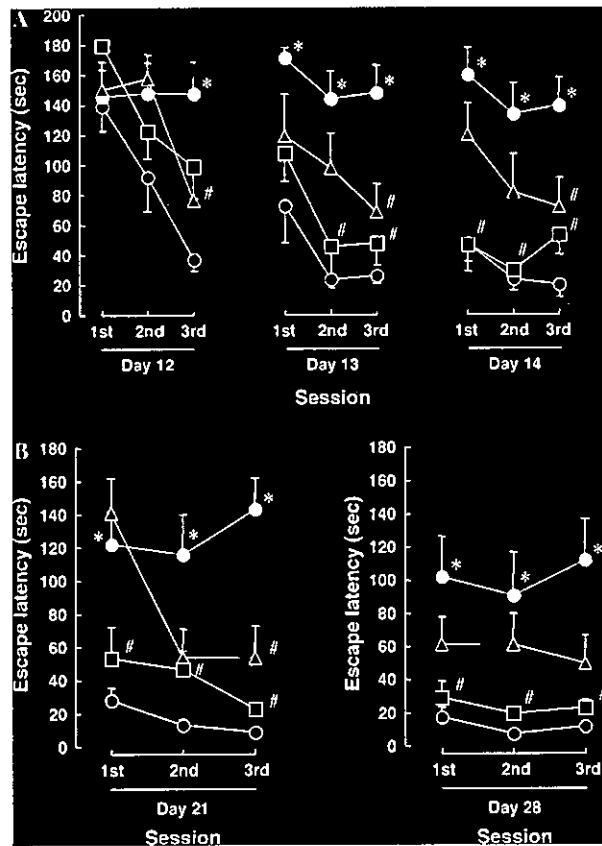 A
Escape latency (sec)
200
180
160
140
120
100
80
60
40
20
0
*
#
* * *
# #
#
* * *
# # #
#
1st 2nd 3rd 1st 2nd 3rd 1st 2nd 3rd
Day 12 Day 13 Day 14
Session
B
Escape latency (sec)
180
160
140
120
100
80
60
40
20
0
* * *
# # #
#
1st 2nd 3rd
Day 21
Session
Escape latency (sec)
180
160
140
120
100
80
60
40
20
0
* * *
# # #
1st 2nd 3rd
Day 28
Session